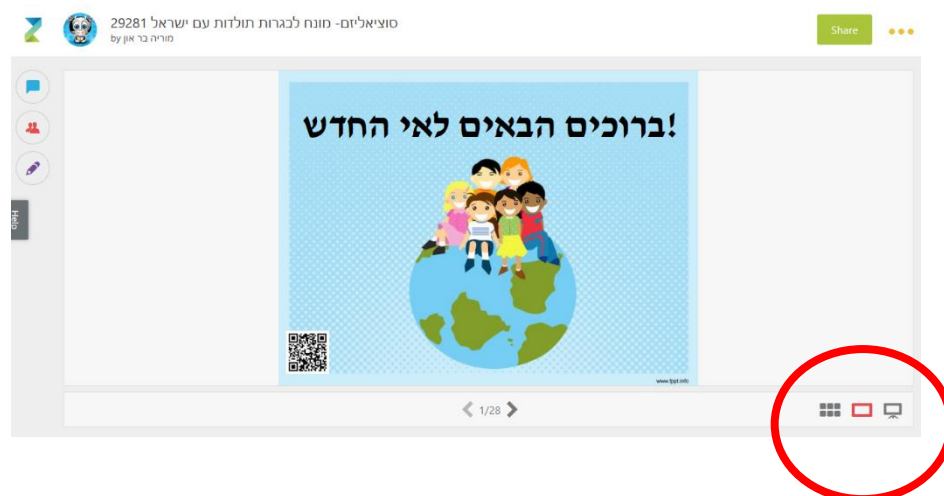 סוציאליזם- מונח לבגרות תולדות עם ישראל 29281
by מוריה בר און
Share
Help
ברוכים הבאים לאי החדש!
www.fppt.info
1/28